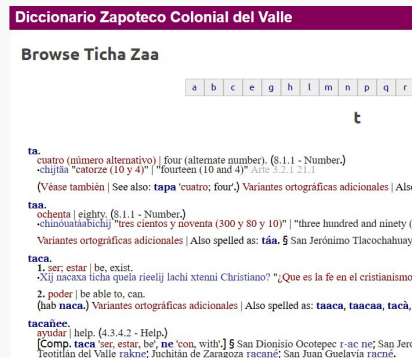 Diccionario Zapoteco Colonial del Valle
Browse Ticha Zaa
a b c e g h l m n p q r
t
ta.
cuatro (número alternativo) | four (alternate number). (8.1.1 - Number.)
•chijtäa "catorze (10 y 4)" | "fourteen (10 and 4)" Arte 3.2.1 21.1
(Véase también | See also: tapa 'cuatro; four'.) Variantes ortográficas adicionales | Als
taa.
ochenta | eighty. (8.1.1 - Number.)
•chinóuatáabichij "tres cientos y noventa (300 y 80 y 10)" | "three hundred and ninety (
Variantes ortográficas adicionales | Also spelled as: táa. § San Jerónimo Tlacochahuay
taca.
1. ser; estar | be, exist.
•Xij nacaxa ticha quela rieelij lachi xtenni Christiano? "¿Que es la fe en el cristianismo
2. poder | be able to, can.
(hab naca.) Variantes ortográficas adicionales | Also spelled as: taaca, taacaa, tacà,
tacañee.
ayudar | help. (4.3.4.2 - Help.)
[Comp. taca 'ser, estar, be', ne 'con, with'.] § San Dionisio Ocotepec r-ac ne; San Jer
Teotitlán del Valle rakne; Juchitán de Zaragoza racané; San Juan Guelavía racné.